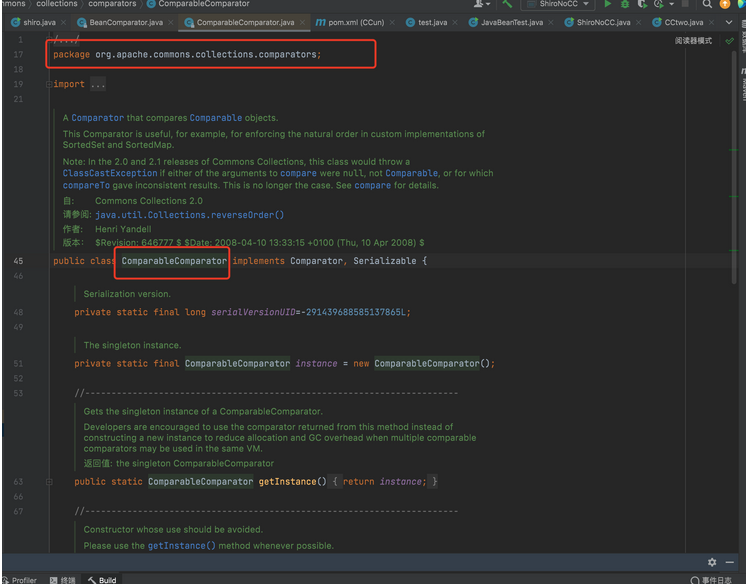 mmons
collections
comparators
ComparableComparator
ShiroNoCC
shiro.java
BeanComparator.java
ComparableComparator.java
pom.xml (CCun)
test.java
JavaBeanTest.java
ShiroNoCC.java
CCtwo.java
1 /.../
阅读器模式
17 package org.apache.commons.collections.comparators;
18
19 import ...
21
A Comparator that compares Comparable objects.
This Comparator is useful, for example, for enforcing the natural order in custom implementations of
SortedSet and SortedMap.
Note: In the 2.0 and 2.1 releases of Commons Collections, this class would throw a
ClassCastException if either of the arguments to compare were null, not Comparable, or for which
compareTo gave inconsistent results. This is no longer the case. See compare for details.
自: Commons Collections 2.0
请参阅: java.util.Collections.reverseOrder()
作者: Henri Yandell
版本: $Revision: 646777 $ $Date: 2008-04-10 13:33:15 +0100 (Thu, 10 Apr 2008) $
45 public class ComparableComparator implements Comparator, Serializable {
46
Serialization version.
48 private static final long serialVersionUID=-291439688585137865L;
49
The singleton instance.
51 private static final ComparableComparator instance = new ComparableComparator();
52
53 //-----------------------------------------------------------------------
Gets the singleton instance of a ComparableComparator.
Developers are encouraged to use the comparator returned from this method instead of
constructing a new instance to reduce allocation and GC overhead when multiple comparable
comparators may be used in the same VM.
返回值: the singleton ComparableComparator
63 public static ComparableComparator getInstance() { return instance; }
66
67 //-----------------------------------------------------------------------
Constructor whose use should be avoided.
Please use the getInstance() method whenever possible.
Profiler
终端
Build
事件日志